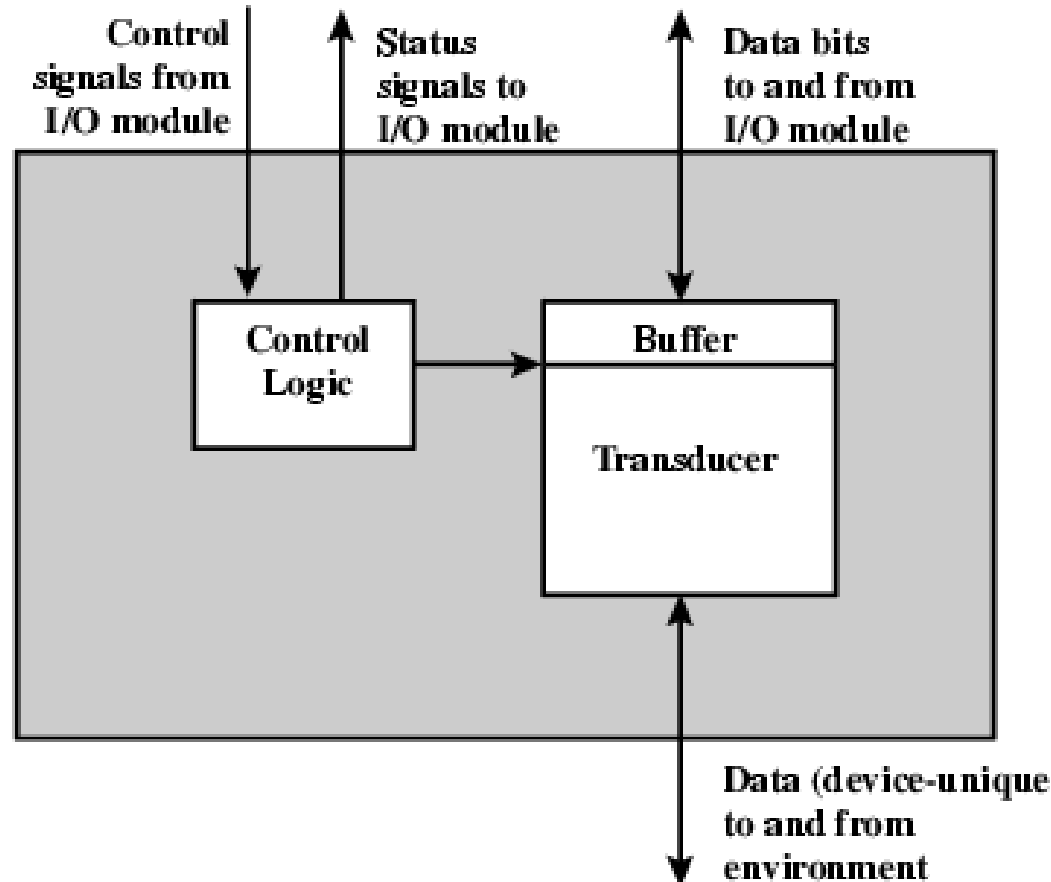 Control
signals from
I/O module
Status
signals to
I/O module
Data bits
to and from
I/O module
Control
Logic
Buffer
Transducer
Data (device-unique
to and from
environment